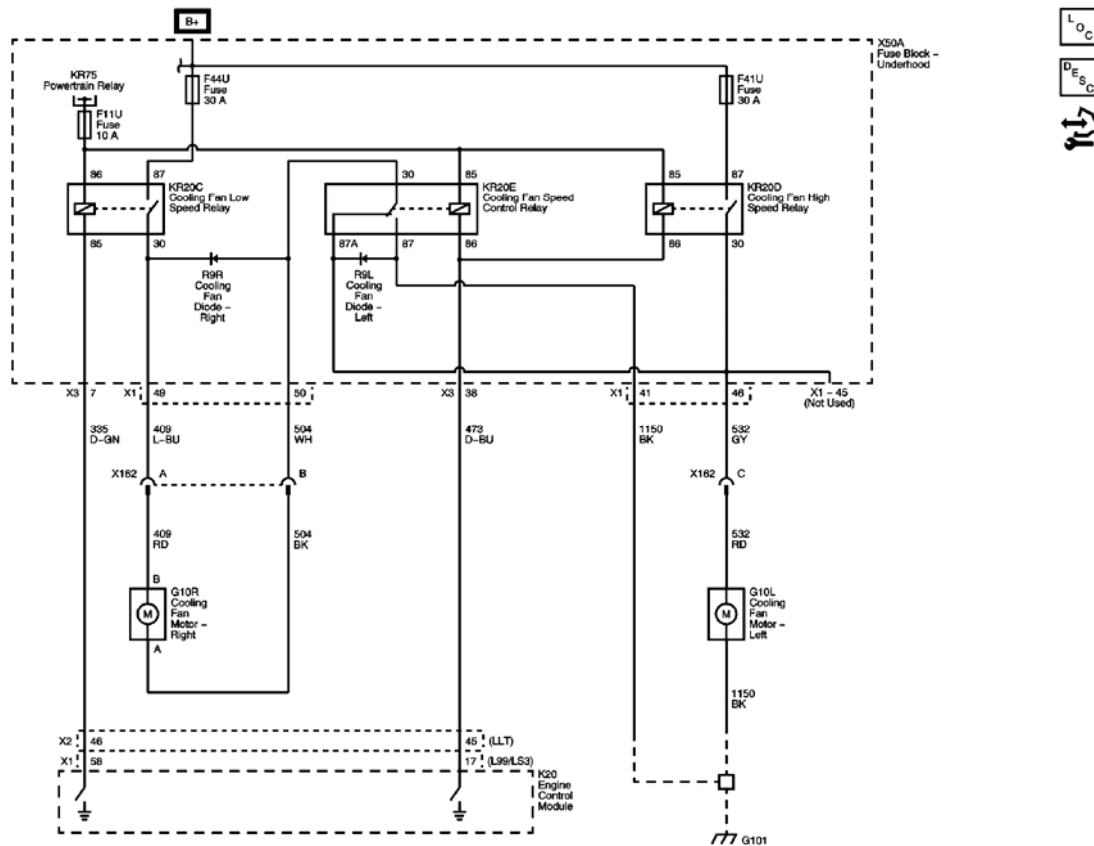 B+
X50A
Fuse Block –
Underhood
L
O
C
D
E
S
C
KR75
Powertrain Relay
F44U
Fuse
30 A
F41U
Fuse
30 A
F11U
Fuse
10 A
86
87
KR20C
Cooling Fan Low
Speed Relay
30
85
KR20E
Cooling Fan Speed
Control Relay
85
87
KR20D
Cooling Fan High
Speed Relay
85
30
87A
87
86
86
30
R9R
Cooling
Fan
Diode –
Right
R9L
Cooling
Fan
Diode –
Left
X3
7
X1
49
50
X3
38
X1
41
46
X1 – 45
(Not Used)
335
D–GN
409
L–BU
504
WH
473
D–BU
1150
BK
532
GY
X162
A
B
X162
C
409
RD
504
BK
532
RD
B
G10R
Cooling
Fan
Motor –
Right
M
A
G10L
Cooling
Fan
Motor –
Left
M
1150
BK
X2
46
45
(LLT)
X1
58
17
(L99/LS3)
K20
Engine
Control
Module
G101